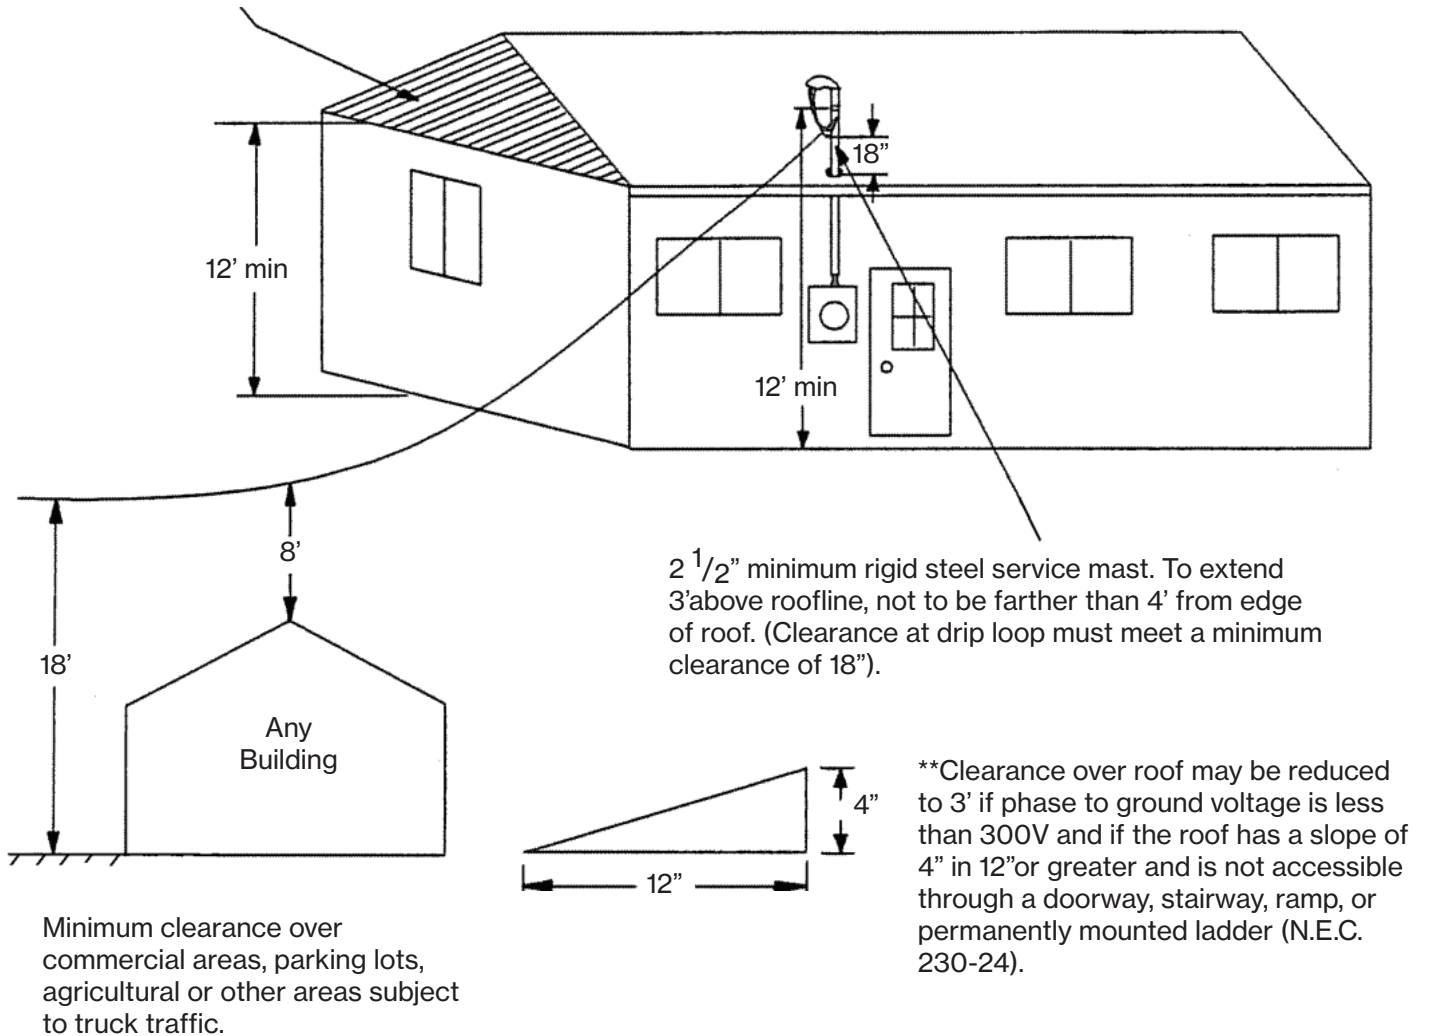 18”
12’ min
12’ min
8’
2 1/2” minimum rigid steel service mast. To extend
3’above roofline, not to be farther than 4’ from edge
of roof. (Clearance at drip loop must meet a minimum
clearance of 18”).
18’
Any
Building
4”
12”
**Clearance over roof may be reduced
to 3’ if phase to ground voltage is less
than 300V and if the roof has a slope of
4” in 12”or greater and is not accessible
through a doorway, stairway, ramp, or
permanently mounted ladder (N.E.C.
230-24).
Minimum clearance over
commercial areas, parking lots,
agricultural or other areas subject
to truck traffic.